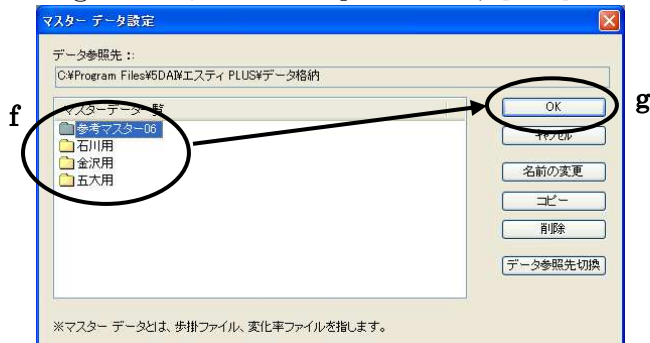 マスター データ設定
データ参照先 ::
C:¥Program Files¥5DAI¥エスティ PLUS¥データ格納
f
マスターデータ一覧
参考マスター06
石川用
金沢用
五大用
OK
g
キャンセル
名前の変更
コピー
削除
データ参照先切換
※マスター データとは、歩掛ファイル、変化率ファイルを指します。